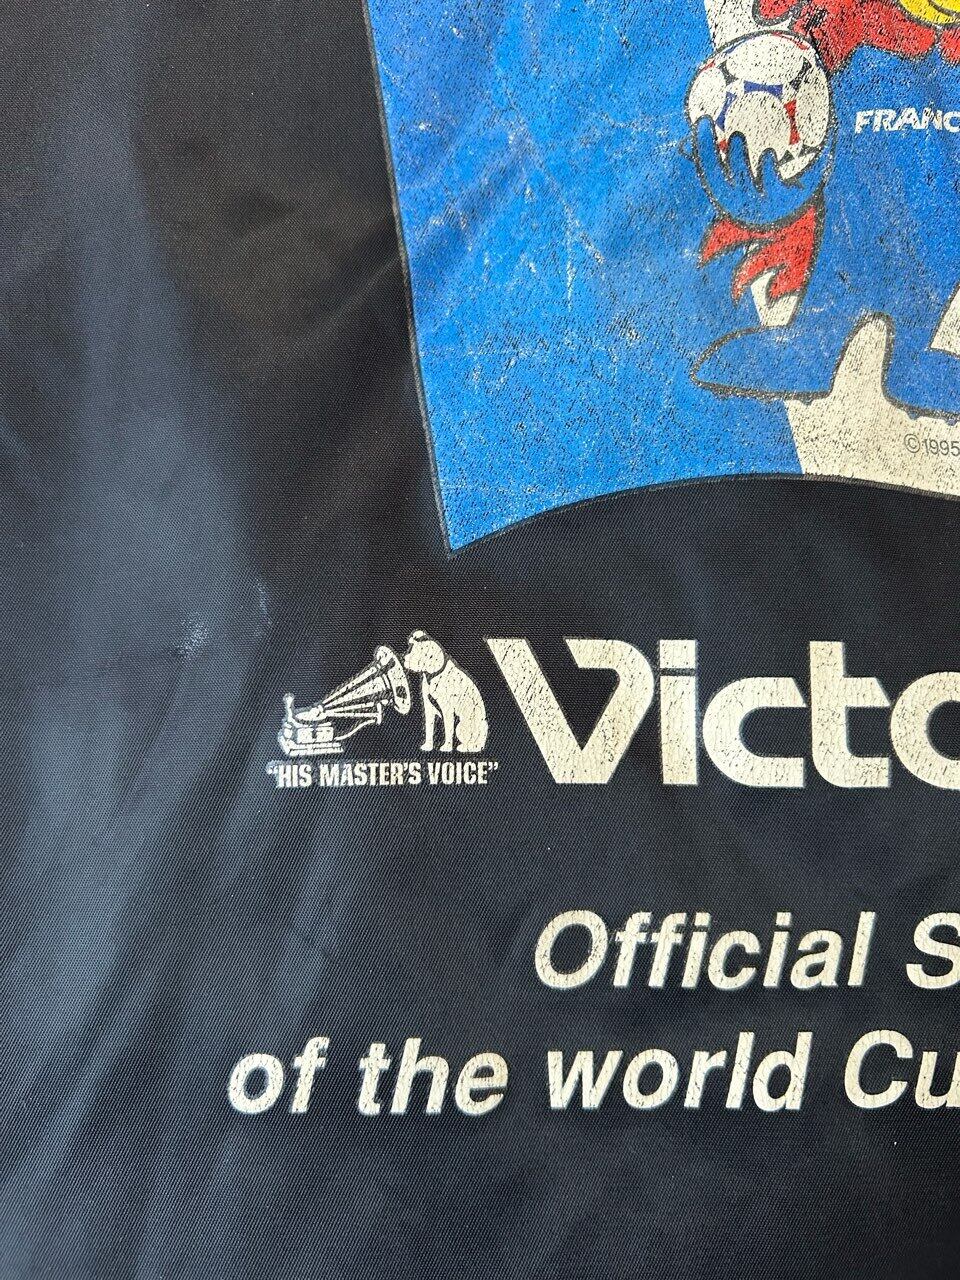 FRANC
©1995
Victo
"HIS MASTER'S VOICE"
Official S
of the world Cu